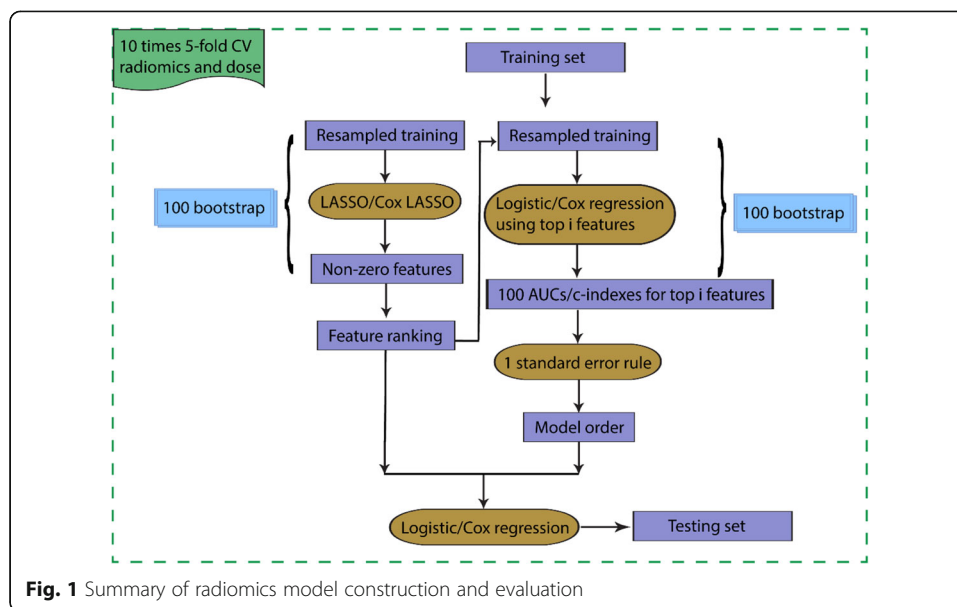 10 times 5-fold CV
radiomics and dose
Training set
Resampled training
Resampled training
100 bootstrap
LASSO/Cox LASSO
Logistic/Cox regression
using top i features
100 bootstrap
Non-zero features
100 AUCs/c-indexes for top i features
Feature ranking
1 standard error rule
Model order
Logistic/Cox regression
Testing set
Fig. 1 Summary of radiomics model construction and evaluation